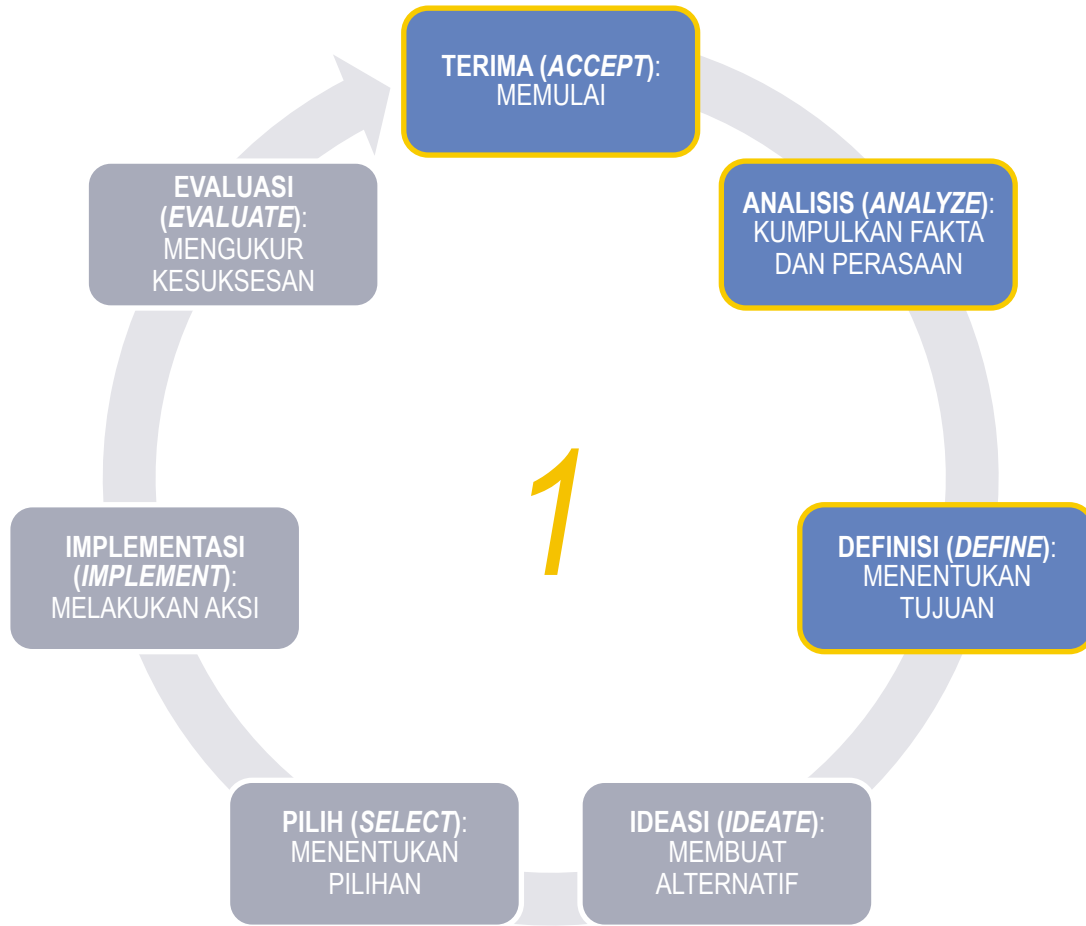 TERIMA (ACCEPT):
MEMULAI
ANALISIS (ANALYZE):
KUMPULKAN FAKTA
DAN PERASAAN
DEFINISI (DEFINE):
MENENTUKAN
TUJUAN
IDEASI (IDEATE):
MEMBUAT
ALTERNATIF
PILIH (SELECT):
MENENTUKAN
PILIHAN
IMPLEMENTASI
(IMPLEMENT):
MELAKUKAN AKSI
EVALUASI
(EVALUATE):
MENGUKUR
KESUKSESAN
1